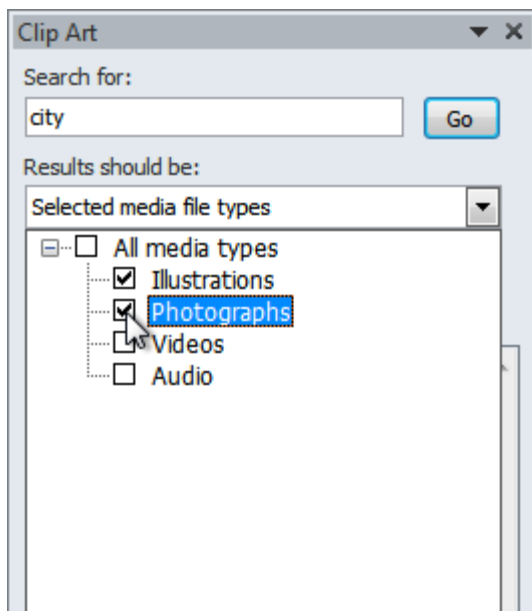 Clip Art
Search for:
city
Go
Results should be:
Selected media file types
All media types
Illustrations
Photographs
Videos
Audio